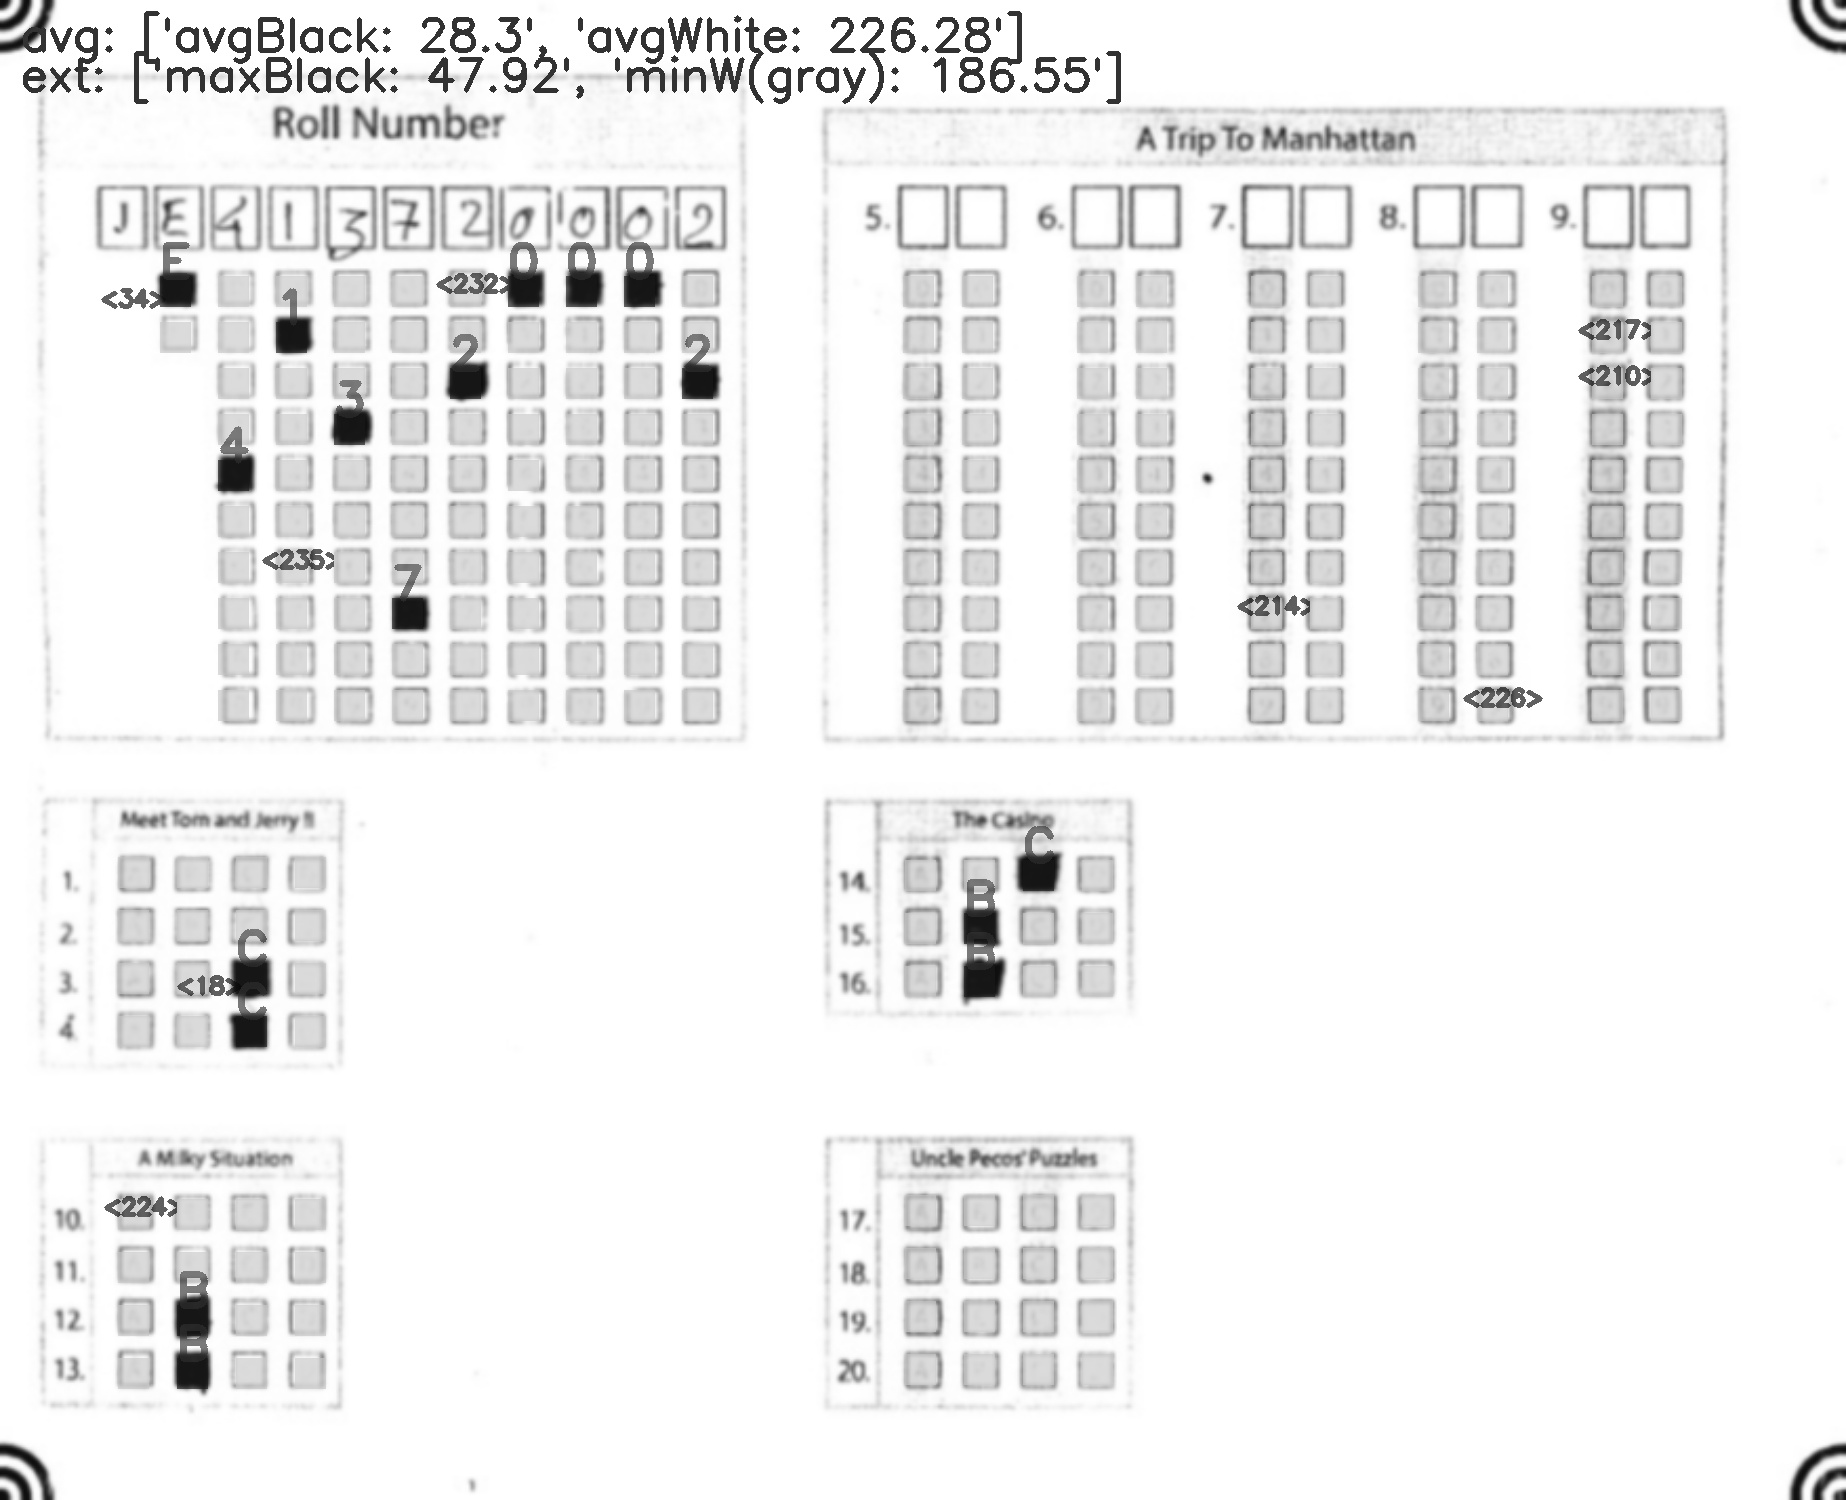 avg: ['avgBlack: 28.3', 'avgWhite: 226.28']
ext: ['maxBlack: 47.92', 'minW(gray): 186.55']
Roll Number
J E 4 1 3 7 2 0 0 0 2
E 0 0 0
<34> <232>
1
2 2
3
4
<235>
7
A Trip To Manhattan
5. 6. 7. 8. 9.
<217>
<210>
<214>
<226>
Meet Tom and Jerry !!
1.
2.
C
3. <18>
C
4.
The Casino
C
14.
B
15.
B
16.
A Milky Situation
10. <224>
11.
B
12.
B
13.
Uncle Pecos' Puzzles
17.
18.
19.
20.